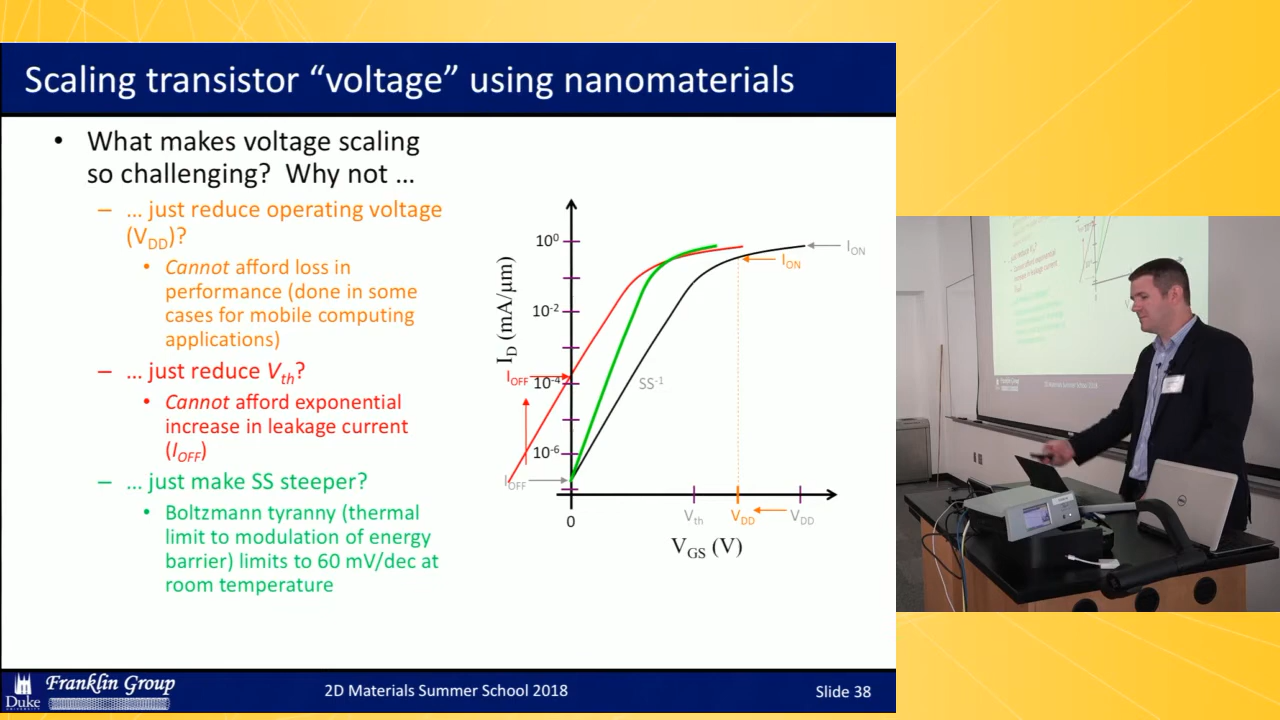 Scaling transistor “voltage” using nanomaterials
• What makes voltage scaling
so challenging? Why not ...
– ... just reduce operating voltage
(VDD)?
• Cannot afford loss in
performance (done in some
cases for mobile computing
applications)
– ... just reduce Vth?
• Cannot afford exponential
increase in leakage current
(IOFF)
– ... just make SS steeper?
• Boltzmann tyranny (thermal
limit to modulation of energy
barrier) limits to 60 mV/dec at
room temperature
ID (mA/μm)
10⁰
10⁻²
10⁻⁴
10⁻⁶
IOFF
IOFF
SS⁻¹
ION
ION
0
Vth
VDD
VDD
VGS (V)
Duke
Franklin Group
2D Materials Summer School 2018
Slide 38